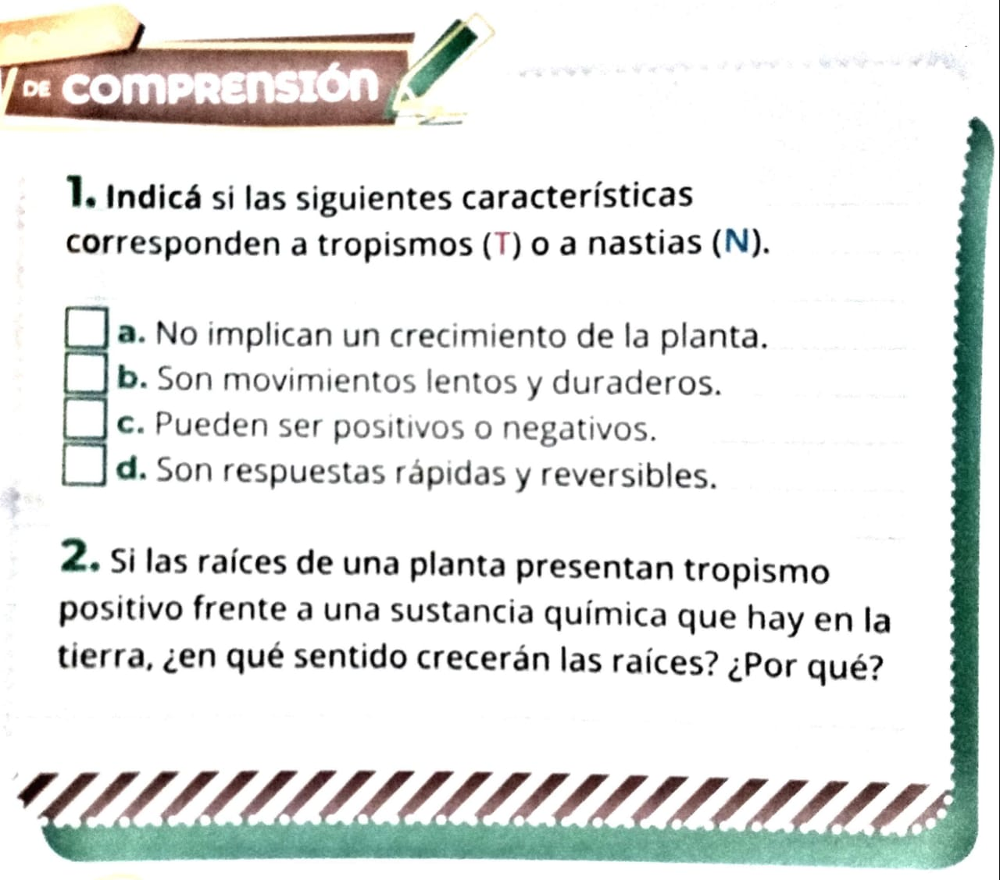 DE COMPRENSIÓN
1. Indicá si las siguientes características
corresponden a tropismos (T) o a nastias (N).
a. No implican un crecimiento de la planta.
b. Son movimientos lentos y duraderos.
c. Pueden ser positivos o negativos.
d. Son respuestas rápidas y reversibles.
2. Si las raíces de una planta presentan tropismo
positivo frente a una sustancia química que hay en la
tierra, ¿en qué sentido crecerán las raíces? ¿Por qué?